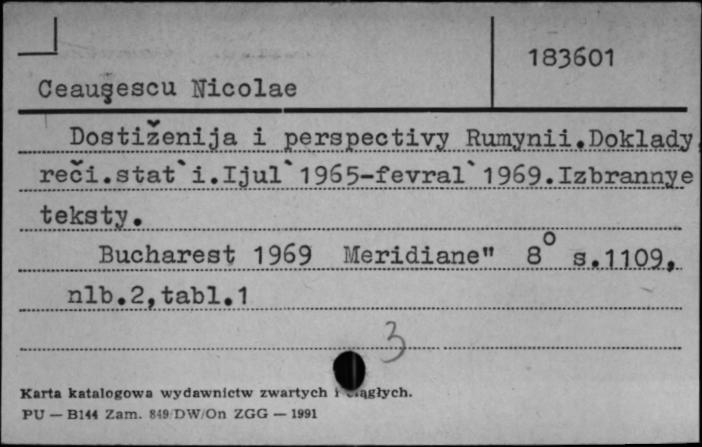 183601
Ceauşescu Nicolae
Dostiženija i perspectivy Rumynii.Doklady,
reči.stat`i.Ijul`1965-fevral`1969.Izbrannye
teksty.
Bucharest 1969 Meridiane" 8° s.1109,
nlb.2,tabl.1
3
Karta katalogowa wydawnictw zwartych i ciągłych.
PU — B144 Zam. 849/DW/On ZGG — 1991